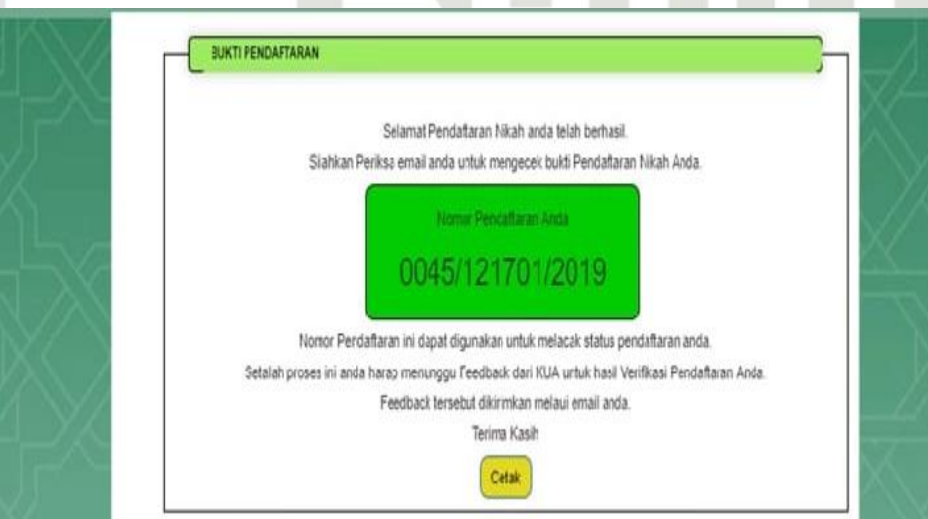 BUKTI PENDAFTARAN
Selamat Pendaftaran Nikah anda telah berhasil.
Silahkan Periksa email anda untuk mengecek bukti Pendaftaran Nikah Anda.
Nomor Pendaftaran Anda
0045/121701/2019
Nomor Pendaftaran ini dapat digunakan untuk melacak status pendaftaran anda.
Setelah proses ini anda harap menunggu Feedback dari KUA untuk hasil Verifikasi Pendaftaran Anda.
Feedback tersebut dikirmkan melaui email anda.
Terima Kasih
Cetak